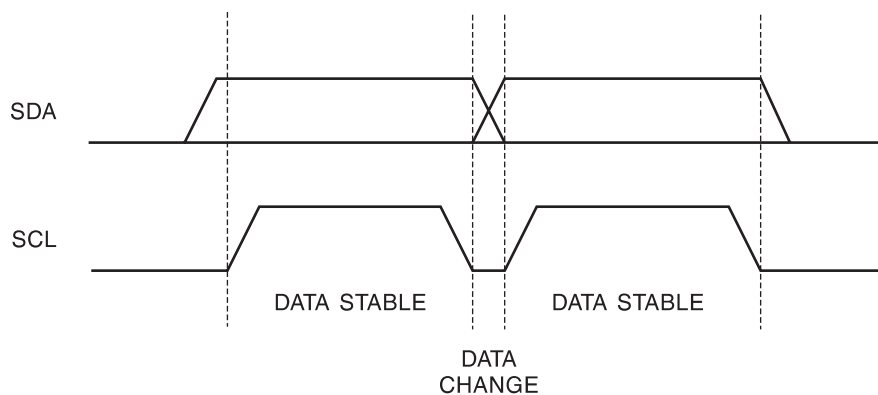 SDA
SCL
DATA STABLE
DATA STABLE
DATA
CHANGE